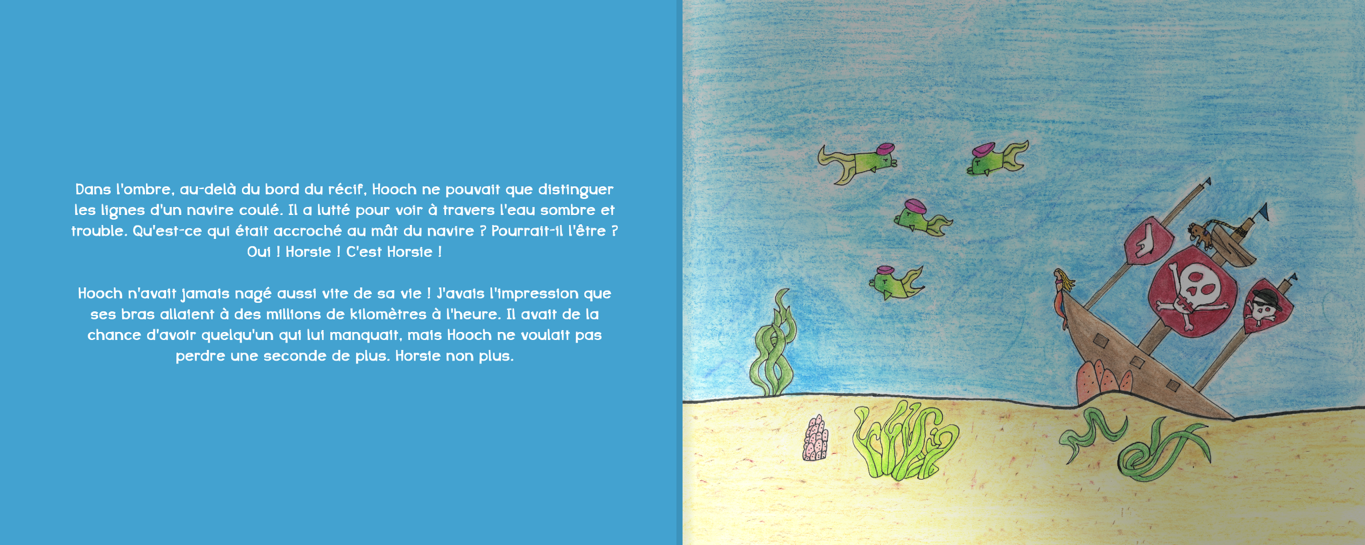 Dans l'ombre, au-delà du bord du récif, Hooch ne pouvait que distinguer
les lignes d'un navire coulé. Il a lutté pour voir à travers l'eau sombre et
trouble. Qu'est-ce qui était accroché au mât du navire ? Pourrait-il l'être ?
Oui ! Horsie ! C'est Horsie !
Hooch n'avait jamais nagé aussi vite de sa vie ! J'avais l'impression que
ses bras allaient à des millions de kilomètres à l'heure. Il avait de la
chance d'avoir quelqu'un qui lui manquait, mais Hooch ne voulait pas
perdre une seconde de plus. Horsie non plus.